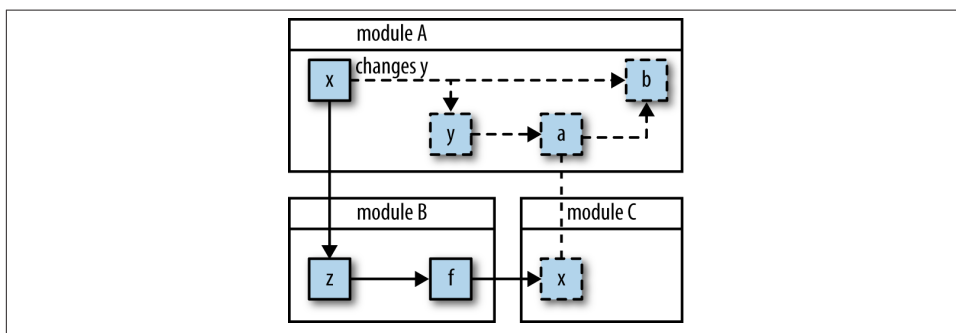 module A
x changes y b
y a
module B module C
z f x